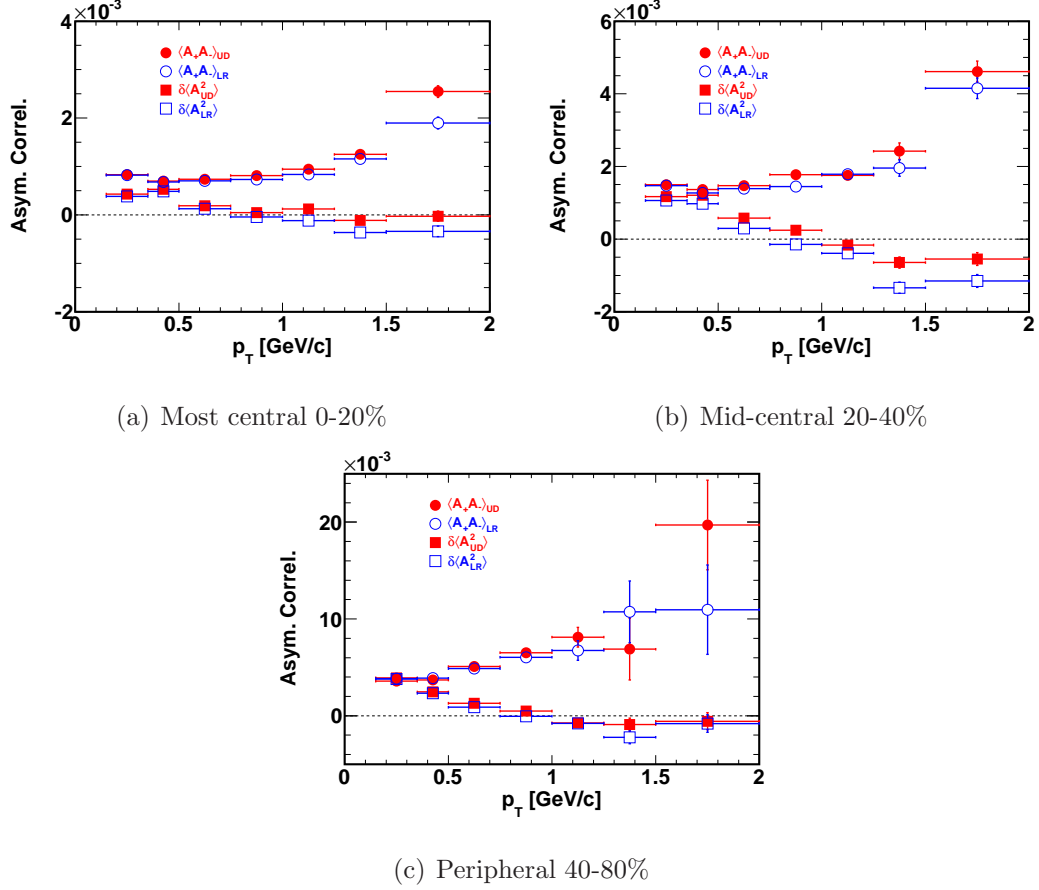 ×10⁻³
4
2
0
-2
Asym. Correl.
⟨A₊A₋⟩UD
⟨A₊A₋⟩LR
δ⟨A²UD⟩
δ⟨A²LR⟩
0 0.5 1 1.5 2
pT [GeV/c]
(a) Most central 0-20%
×10⁻³
6
4
2
0
-2
Asym. Correl.
⟨A₊A₋⟩UD
⟨A₊A₋⟩LR
δ⟨A²UD⟩
δ⟨A²LR⟩
0 0.5 1 1.5 2
pT [GeV/c]
(b) Mid-central 20-40%
×10⁻³
20
10
0
Asym. Correl.
⟨A₊A₋⟩UD
⟨A₊A₋⟩LR
δ⟨A²UD⟩
δ⟨A²LR⟩
0 0.5 1 1.5 2
pT [GeV/c]
(c) Peripheral 40-80%